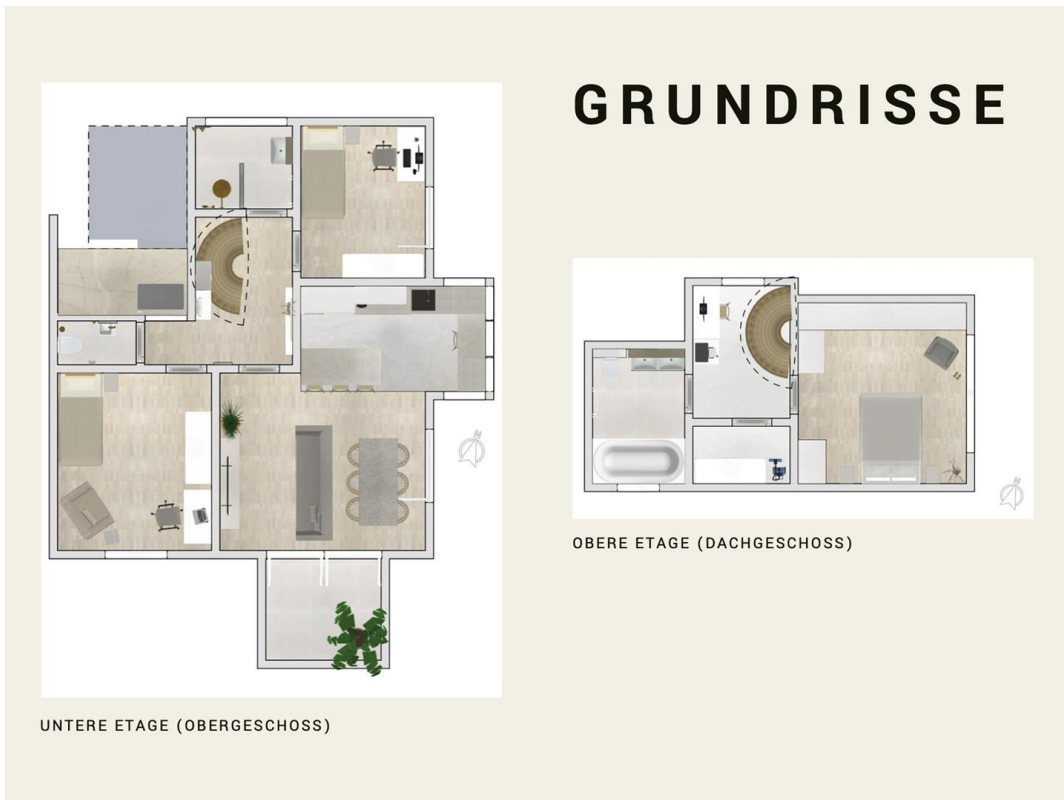 GRUNDRISSE
N
N
OBERE ETAGE (DACHGESCHOSS)
UNTERE ETAGE (OBERGESCHOSS)